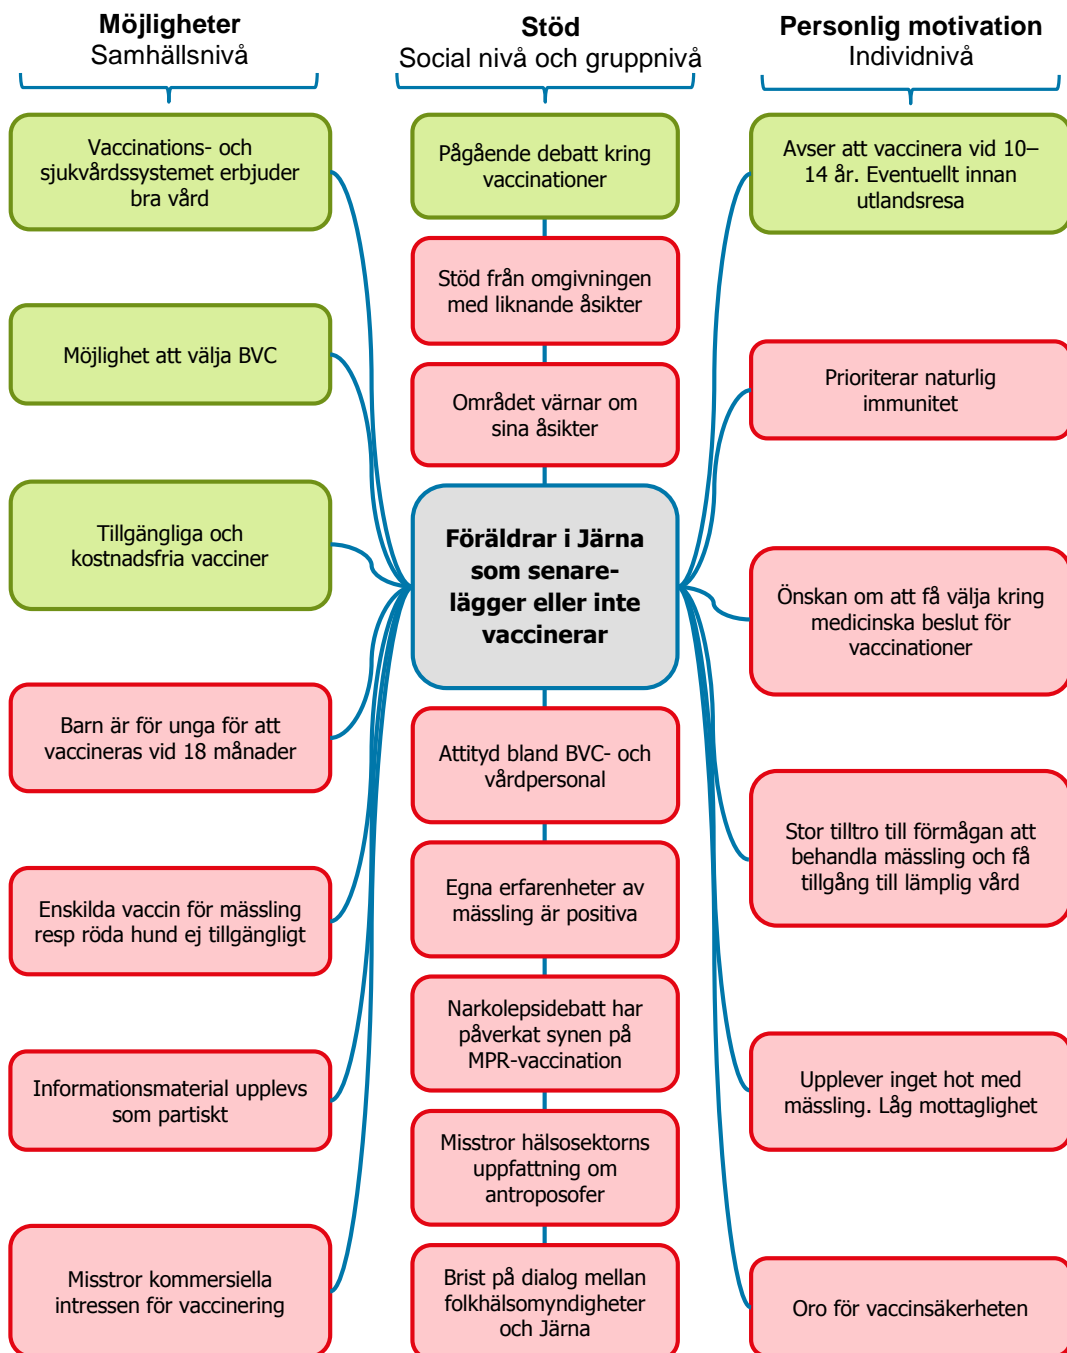 Möjligheter
Samhällsnivå
Vaccinations- och
sjukvårdssystemet erbjuder
bra vård
Möjlighet att välja BVC
Tillgängliga och
kostnadsfria vacciner
Barn är för unga för att
vaccineras vid 18 månader
Enskilda vaccin för mässling
resp röda hund ej tillgängligt
Informationsmaterial upplevs
som partiskt
Misstror kommersiella
intressen för vaccinering
Stöd
Social nivå och gruppnivå
Pågående debatt kring
vaccinationer
Stöd från omgivningen
med liknande åsikter
Området värnar om
sina åsikter
Föräldrar i Järna
som senare-
lägger eller inte
vaccinerar
Attityd bland BVC- och
vårdpersonal
Egna erfarenheter av
mässling är positiva
Narkolepsidebatt har
påverkat synen på
MPR-vaccination
Misstror hälsosektorns
uppfattning om
antroposofer
Brist på dialog mellan
folkhälsomyndigheter
och Järna
Personlig motivation
Individnivå
Avser att vaccinera vid 10–
14 år. Eventuellt innan
utlandsresa
Prioriterar naturlig
immunitet
Önskan om att få välja kring
medicinska beslut för
vaccinationer
Stor tilltro till förmågan att
behandla mässling och få
tillgång till lämplig vård
Upplever inget hot med
mässling. Låg mottaglighet
Oro för vaccinsäkerheten